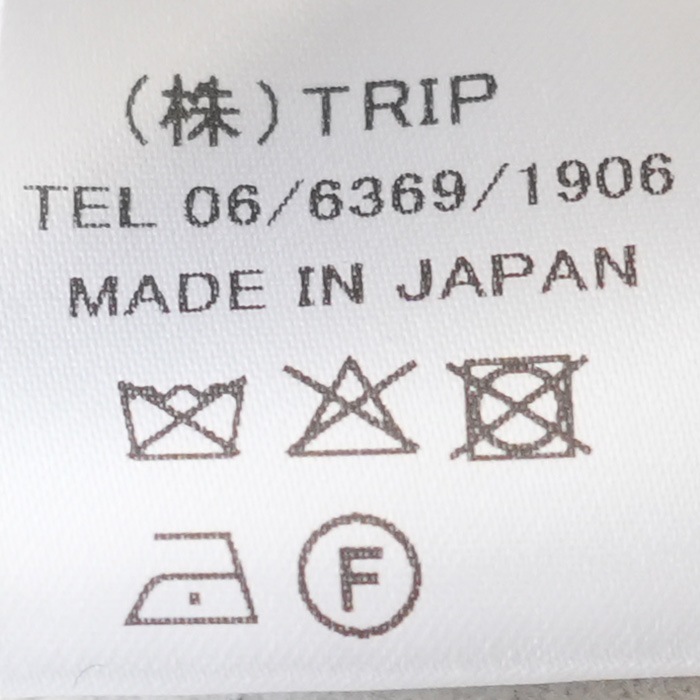 (株)TRIP
TEL 06/6369/1906
MADE IN JAPAN
F